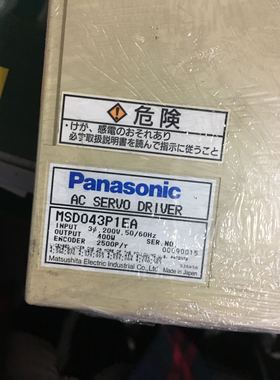 危険
・けが、感電のおそれあり
必ず取扱説明書を読んで指示に従うこと
Panasonic
AC SERVO DRIVER
MSD043P1EA
INPUT 3ϕ, 200V, 50/60Hz
OUTPUT 400W SER.NO.
ENCODER 2500P/r 00090015
Matsushita Electric Industrial Co.,Ltd. Made in Japan